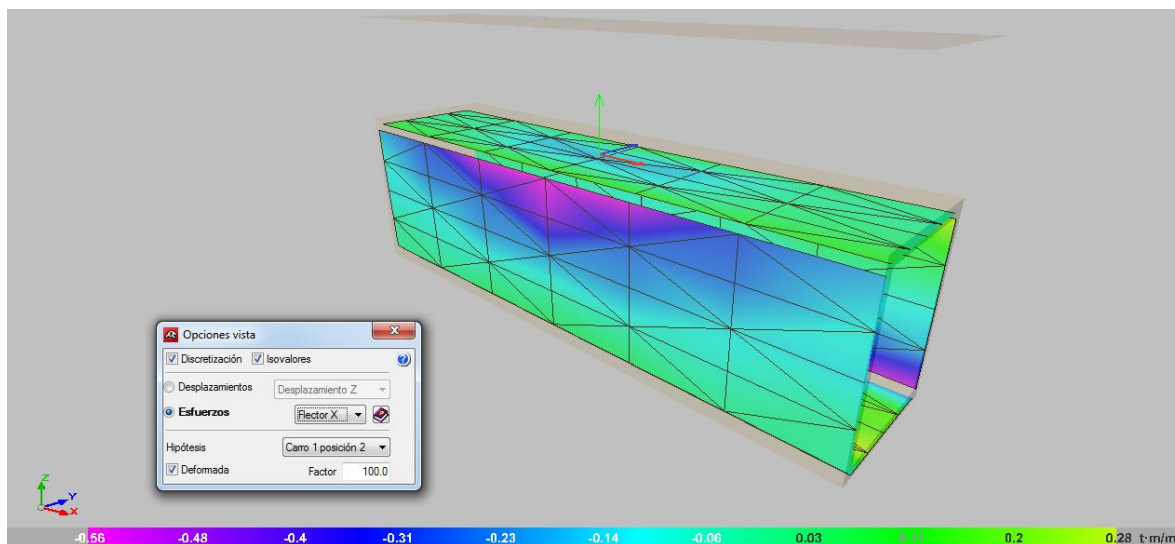 Opciones vista
Discretización Isovalores
Desplazamientos Desplazamiento Z
Esfuerzos Flector X
Hipótesis Carro 1 posición 2
Deformada Factor 100.0
Z
Y
X
-0.56 -0.48 -0.4 -0.31 -0.23 -0.14 -0.06 0.03 0.2 0.28